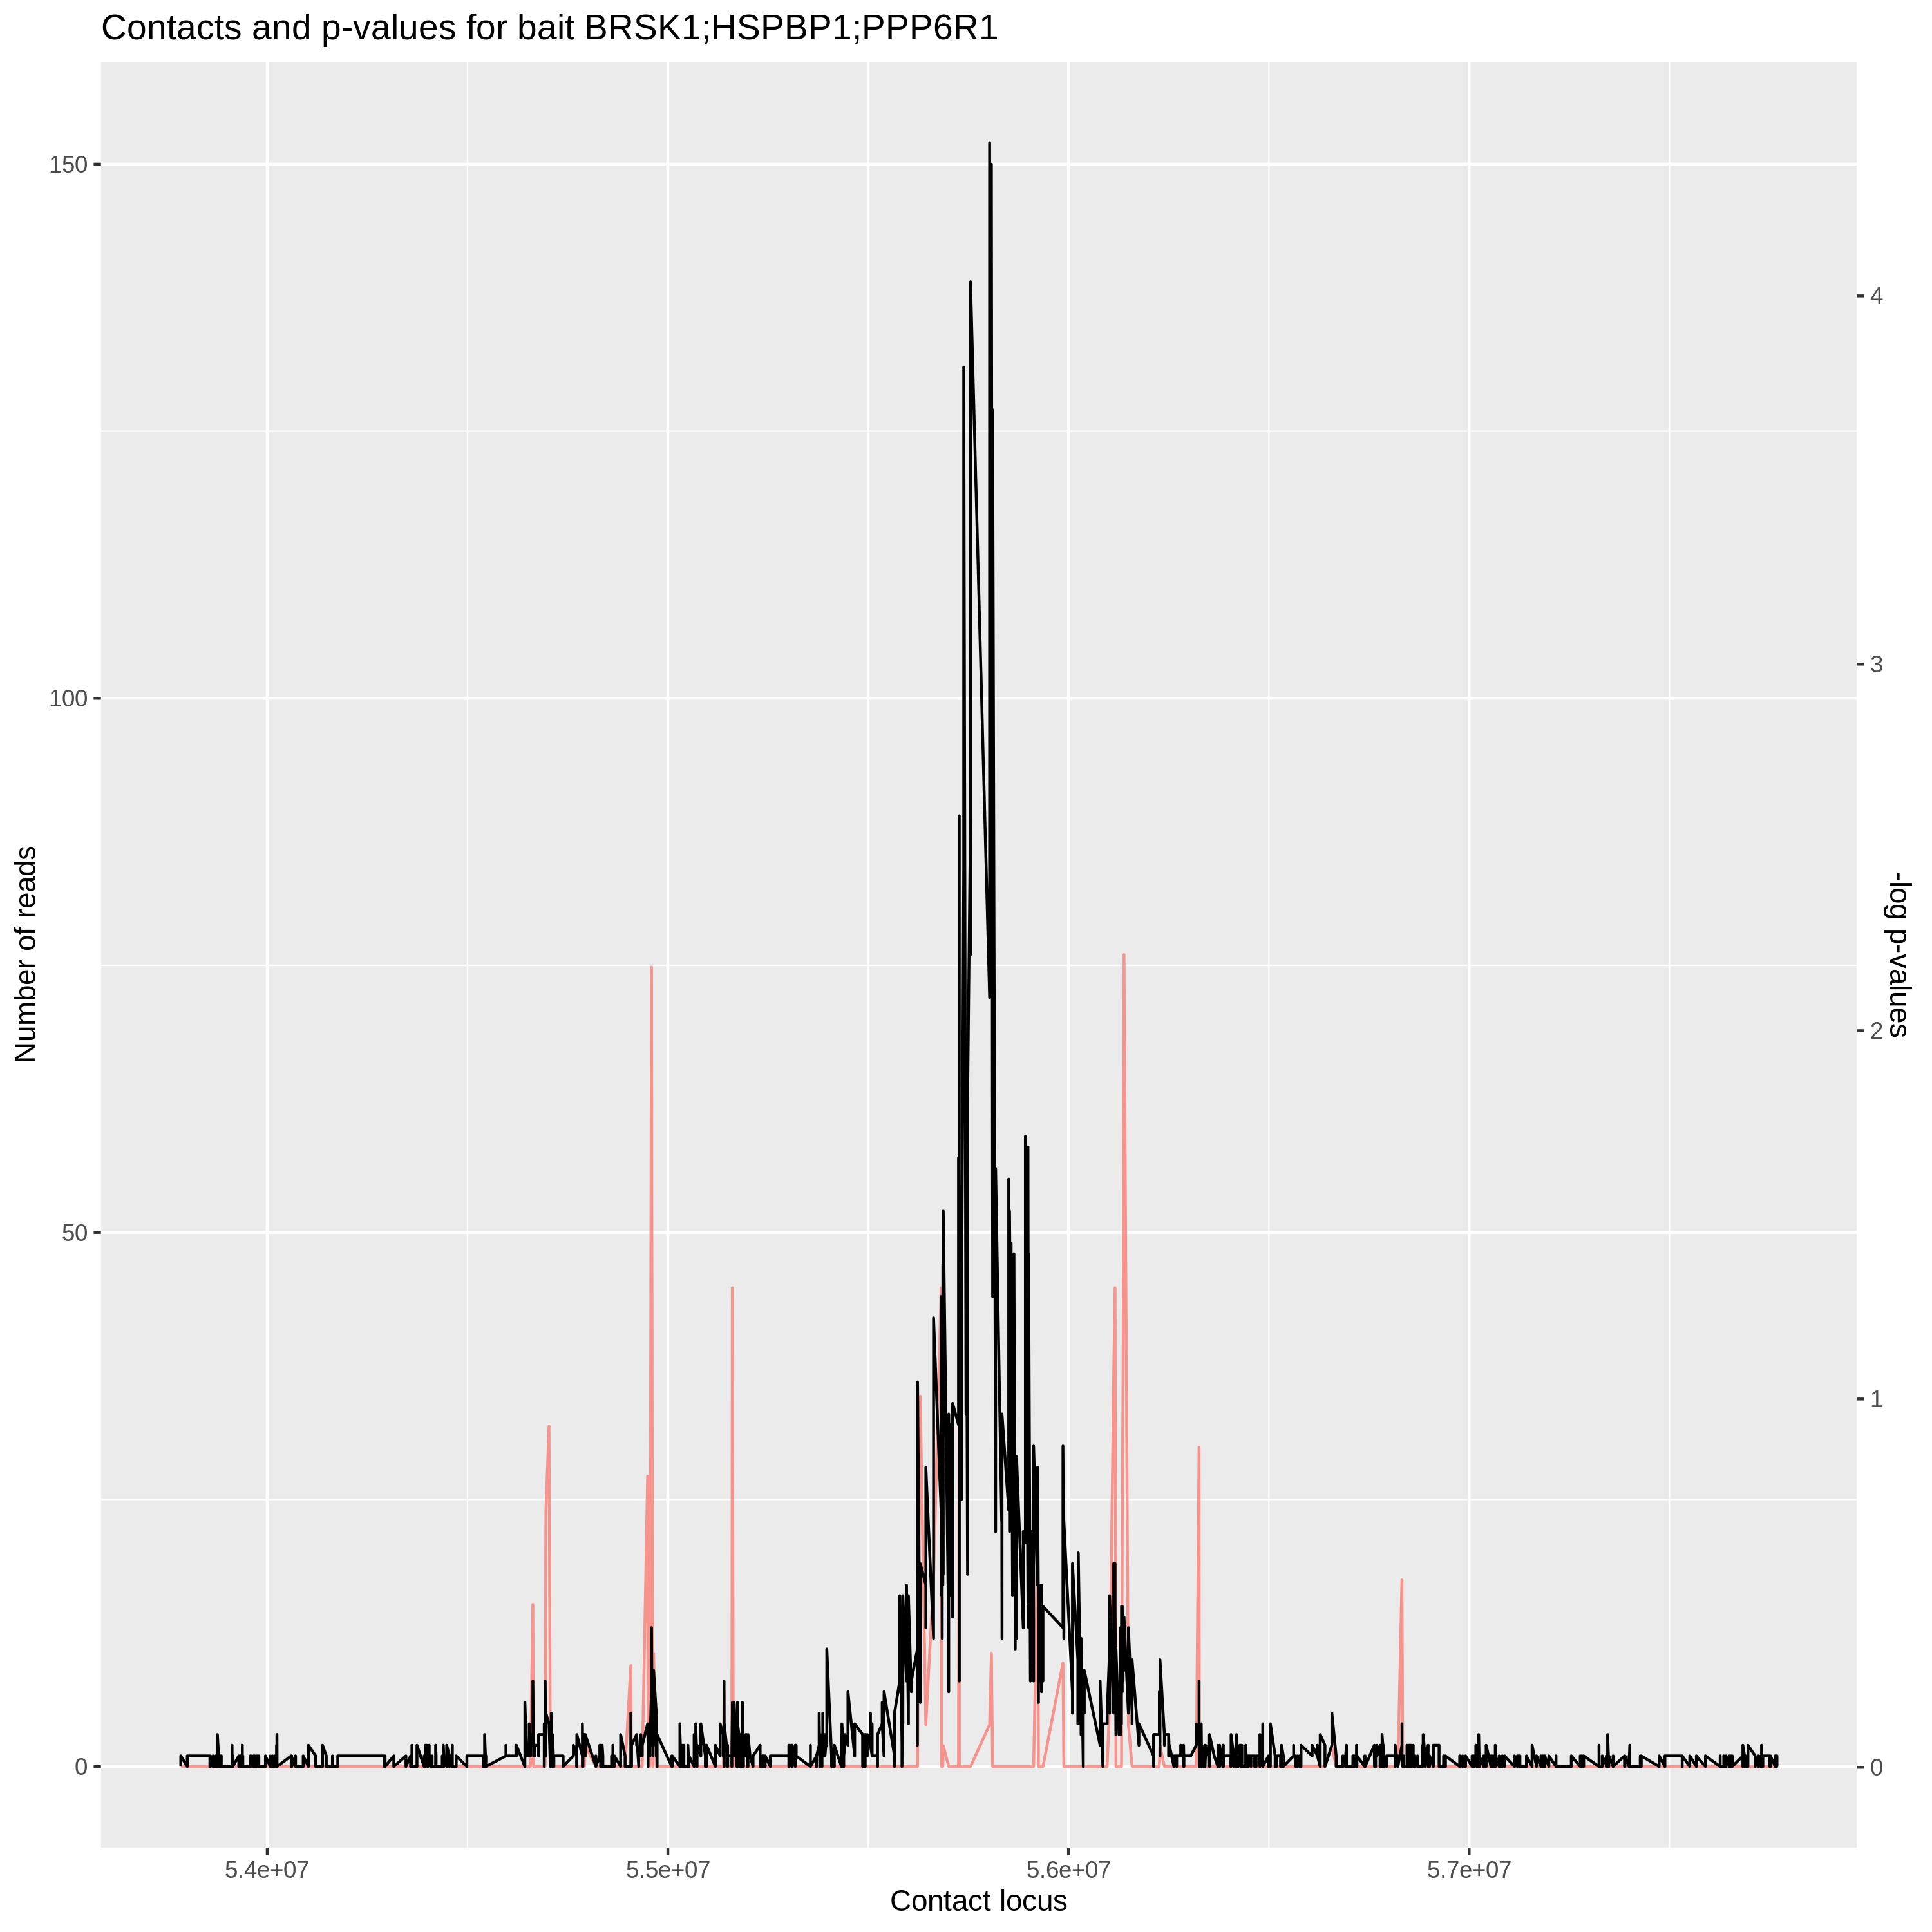 Contacts and p-values for bait BRSK1;HSPBP1;PPP6R1
150
100
50
0
Number of reads
4
3
2
1
0
-log p-values
5.4e+07
5.5e+07
5.6e+07
5.7e+07
Contact locus